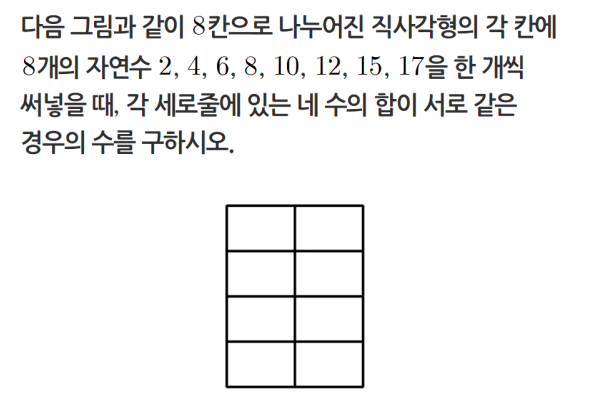 다음 그림과 같이 8칸으로 나누어진 직사각형의 각 칸에
8개의 자연수 2, 4, 6, 8, 10, 12, 15, 17을 한 개씩
써넣을 때, 각 세로줄에 있는 네 수의 합이 서로 같은
경우의 수를 구하시오.